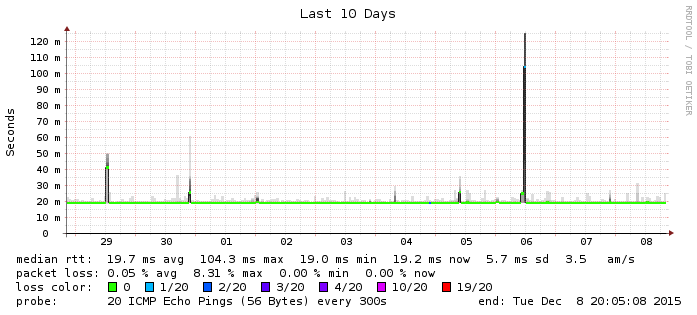 Last 10 Days
RRDTOOL / TOBI OETIKER
Seconds
120 m
110 m
100 m
90 m
80 m
70 m
60 m
50 m
40 m
30 m
20 m
10 m
0
29 30 01 02 03 04 05 06 07 08
median rtt: 19.7 ms avg 104.3 ms max 19.0 ms min 19.2 ms now 5.7 ms sd 3.5 am/s
packet loss: 0.05 % avg 8.31 % max 0.00 % min 0.00 % now
loss color: 0 1/20 2/20 3/20 4/20 10/20 19/20
probe: 20 ICMP Echo Pings (56 Bytes) every 300s end: Tue Dec 8 20:05:08 2015